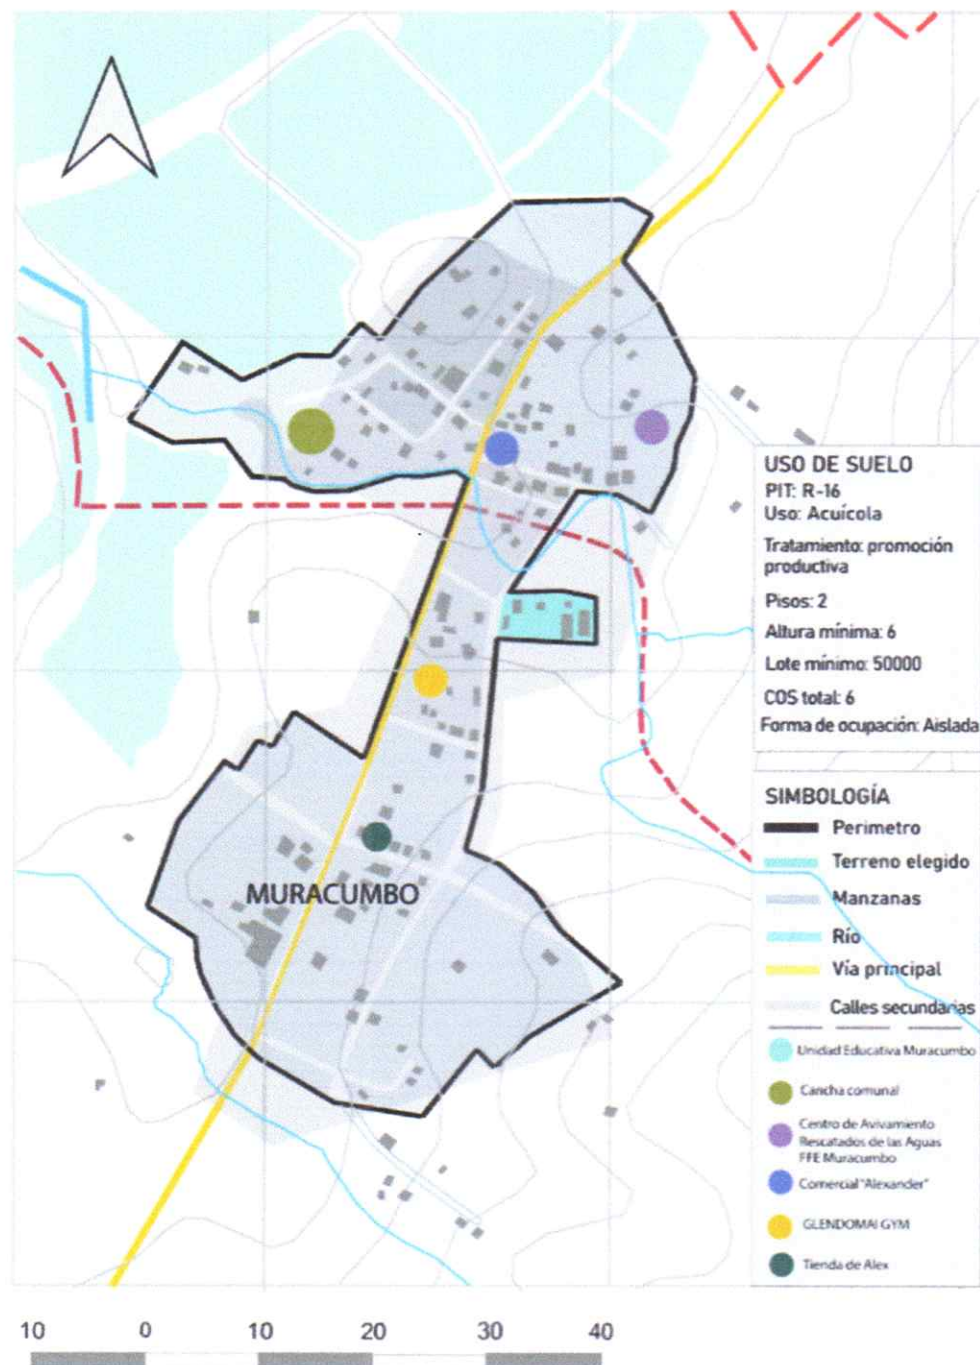 USO DE SUELO
PIT: R-16
Uso: Acuícola
Tratamiento: promoción
productiva
Pisos: 2
Altura mínima: 6
Lote mínimo: 50000
COS total: 6
Forma de ocupación: Aislada
MURACUMBO
SIMBOLOGÍA
Perimetro
Terreno elegido
Manzanas
Río
Vía principal
Calles secundarias
Unidad Educativa Muracumbo
Cancha comunal
Centro de Avivamiento
Rescatados de las Aguas
FFE Muracumbo
Comercial "Alexander"
GLENDOMAI GYM
Tienda de Alex
10 0 10 20 30 40